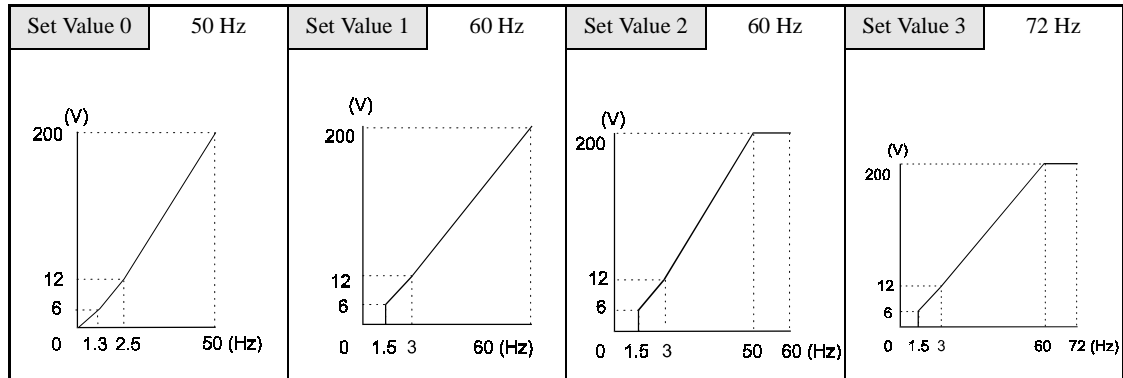 Set Value 0 50 Hz
Set Value 1 60 Hz
Set Value 2 60 Hz
Set Value 3 72 Hz
(V)
200
12
6
0 1.3 2.5 50 (Hz)
(V)
200
12
6
0 1.5 3 60 (Hz)
(V)
200
12
6
0 1.5 3 50 60 (Hz)
(V)
200
12
6
0 1.5 3 60 72 (Hz)